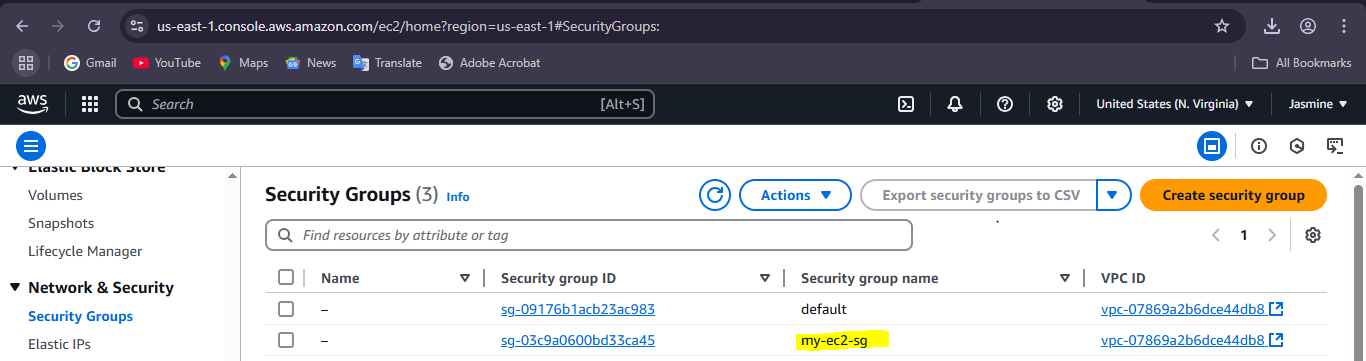 us-east-1.console.aws.amazon.com/ec2/home?region=us-east-1#SecurityGroups:
Gmail YouTube Maps News Translate Adobe Acrobat All Bookmarks
aws Search [Alt+S] United States (N. Virginia) Jasmine
Elastic Block Store
Volumes
Snapshots
Lifecycle Manager
Network & Security
Security Groups
Elastic IPs
Security Groups (3) Info Actions Export security groups to CSV Create security group
Find resources by attribute or tag 1
Name Security group ID Security group name VPC ID
– sg-09176b1acb23ac983 default vpc-07869a2b6dce44db8
– sg-03c9a0600bd33ca45 my-ec2-sg vpc-07869a2b6dce44db8